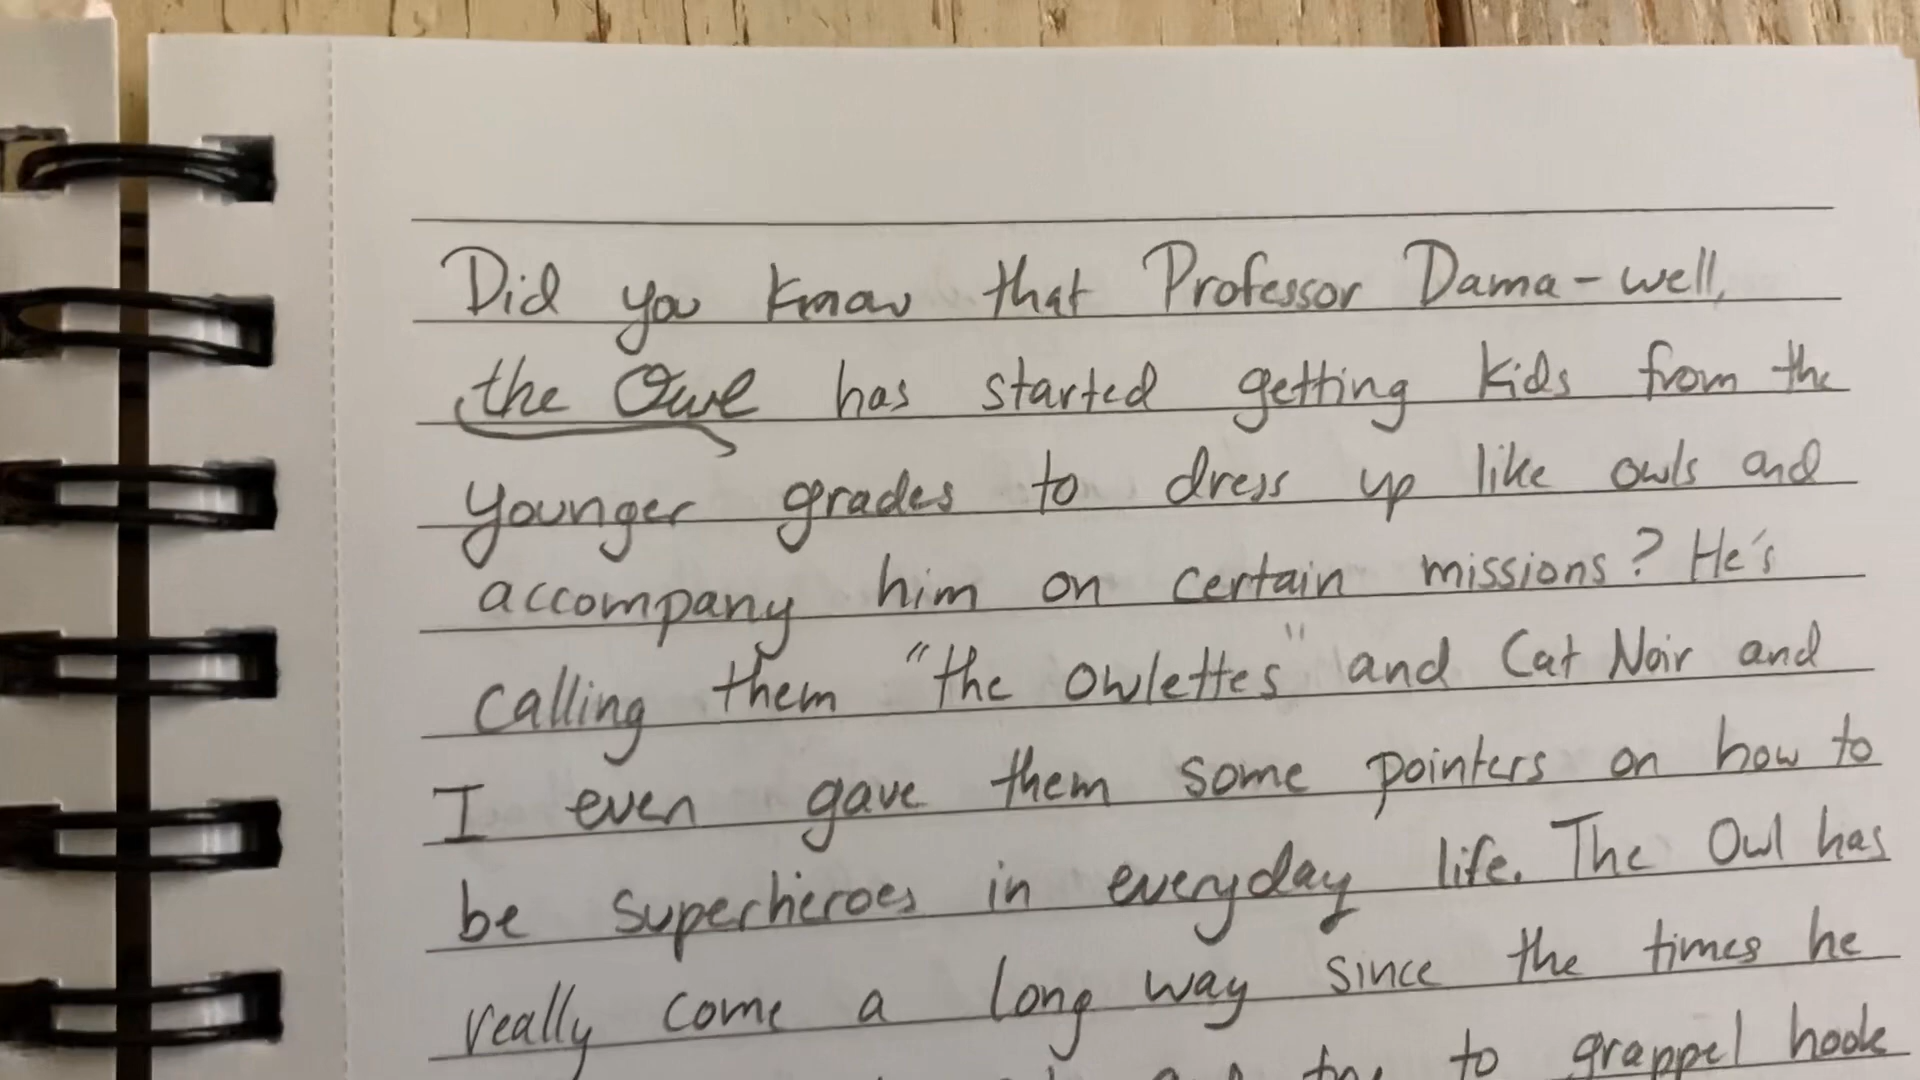 Did you know that Professor Dama-well,
the Owl has started getting kids from the
younger grades to dress up like owls and
accompany him on certain missions? He's
calling them "the owlettes" and Cat Noir and
I even gave them some pointers on how to
be superheroes in everyday life. The Owl has
really come a long way since the times he
to grappel hook